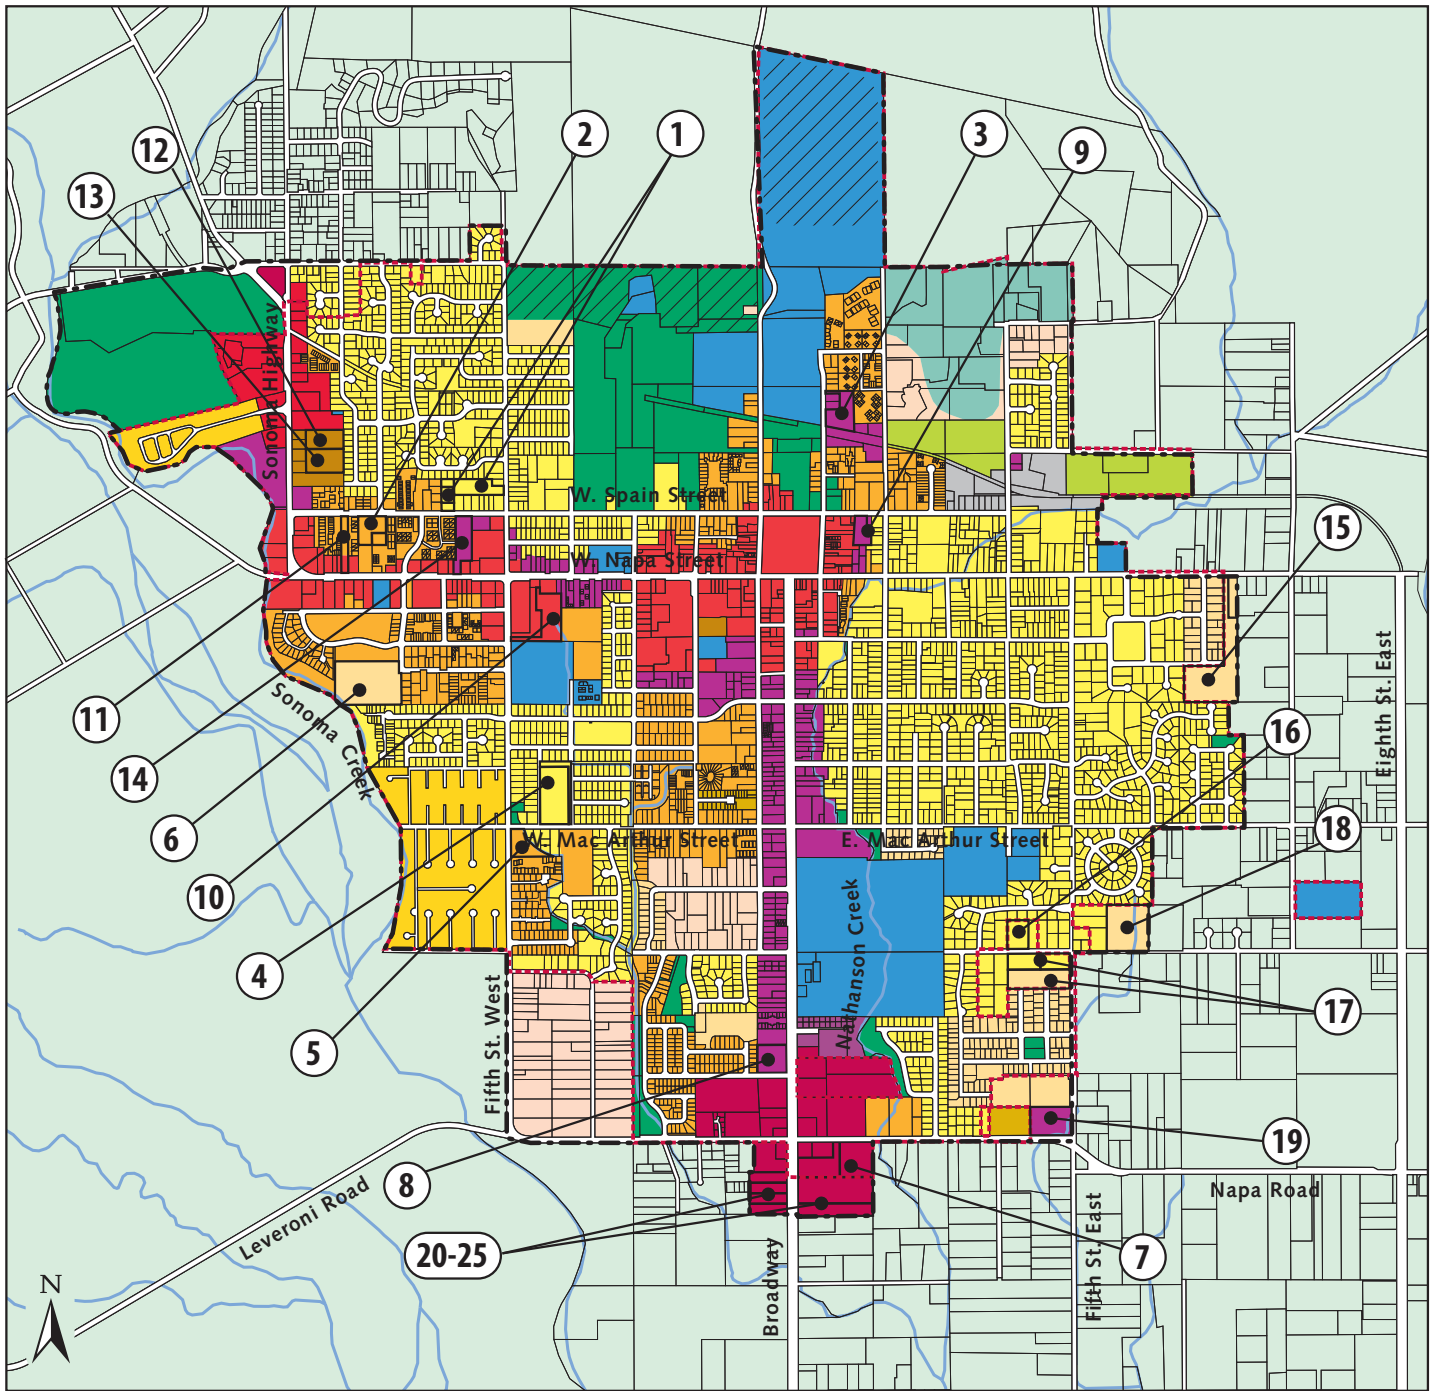 2
1
3
9
12
13
Sonoma Highway
W. Spain Street
15
W. Napa Street
Eighth St. East
11
Sonoma Creek
16
14
18
6
W. Mac Arthur Street
E. Mac Arthur Street
10
Nathanson Creek
4
17
Fifth St. West
5
19
8
Leveroni Road
Napa Road
20-25
7
Fifth St. East
Broadway
N